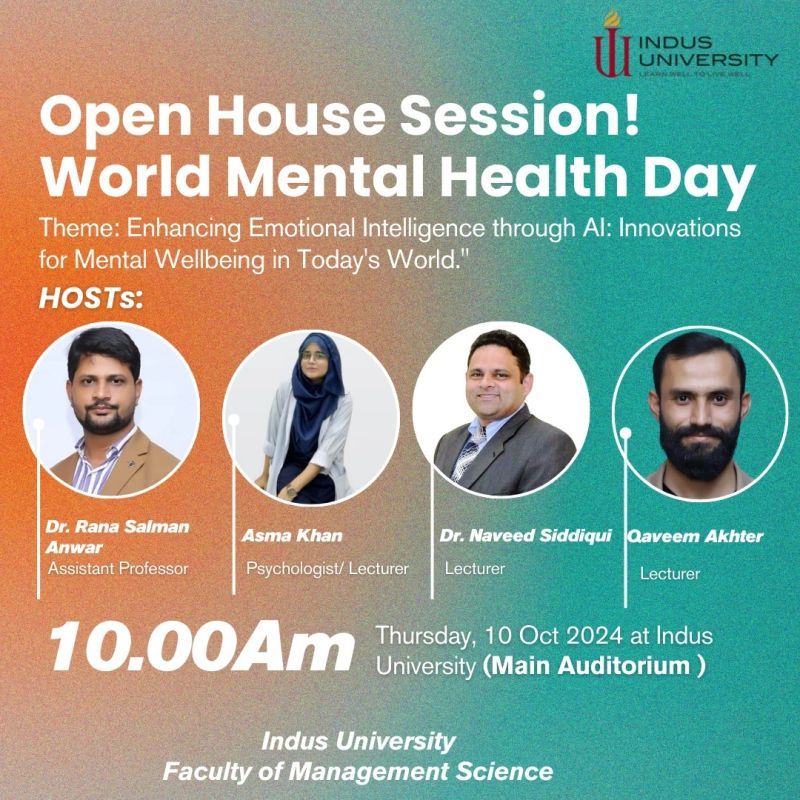 INDUS
UNIVERSITY
LEARN WELL TO LIVE WELL
Open House Session!
World Mental Health Day
Theme: Enhancing Emotional Intelligence through AI: Innovations
for Mental Wellbeing in Today's World."
HOSTs:
Dr. Rana Salman
Anwar
Assistant Professor
Asma Khan
Psychologist/ Lecturer
Dr. Naveed Siddiqui
Lecturer
Qaveem Akhter
Lecturer
10.00Am
Thursday, 10 Oct 2024 at Indus
University (Main Auditorium )
Indus University
Faculty of Management Science